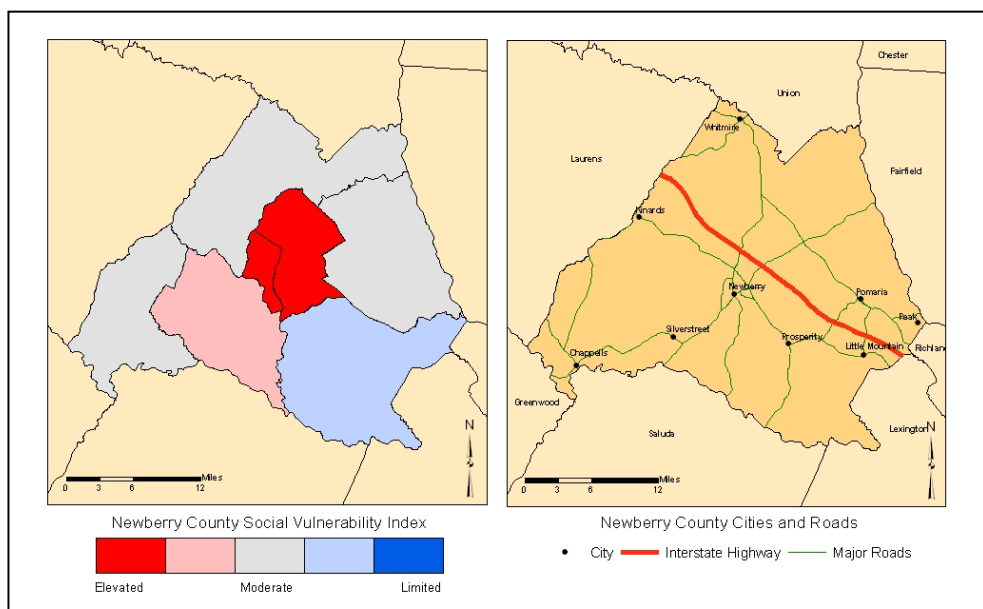 N
0 3 6 12
Miles
Newberry County Social Vulnerability Index
Elevated Moderate Limited
Chester
Union
Whitmire
Laurens
Fairfield
Kinards
Newberry
Pomaria
Peak
Silverstreet
Prosperity
Little Mountain
Richland
Chappells
Greenwood
Saluda
Lexington
N
0 3 6 12
Miles
Newberry County Cities and Roads
City Interstate Highway Major Roads